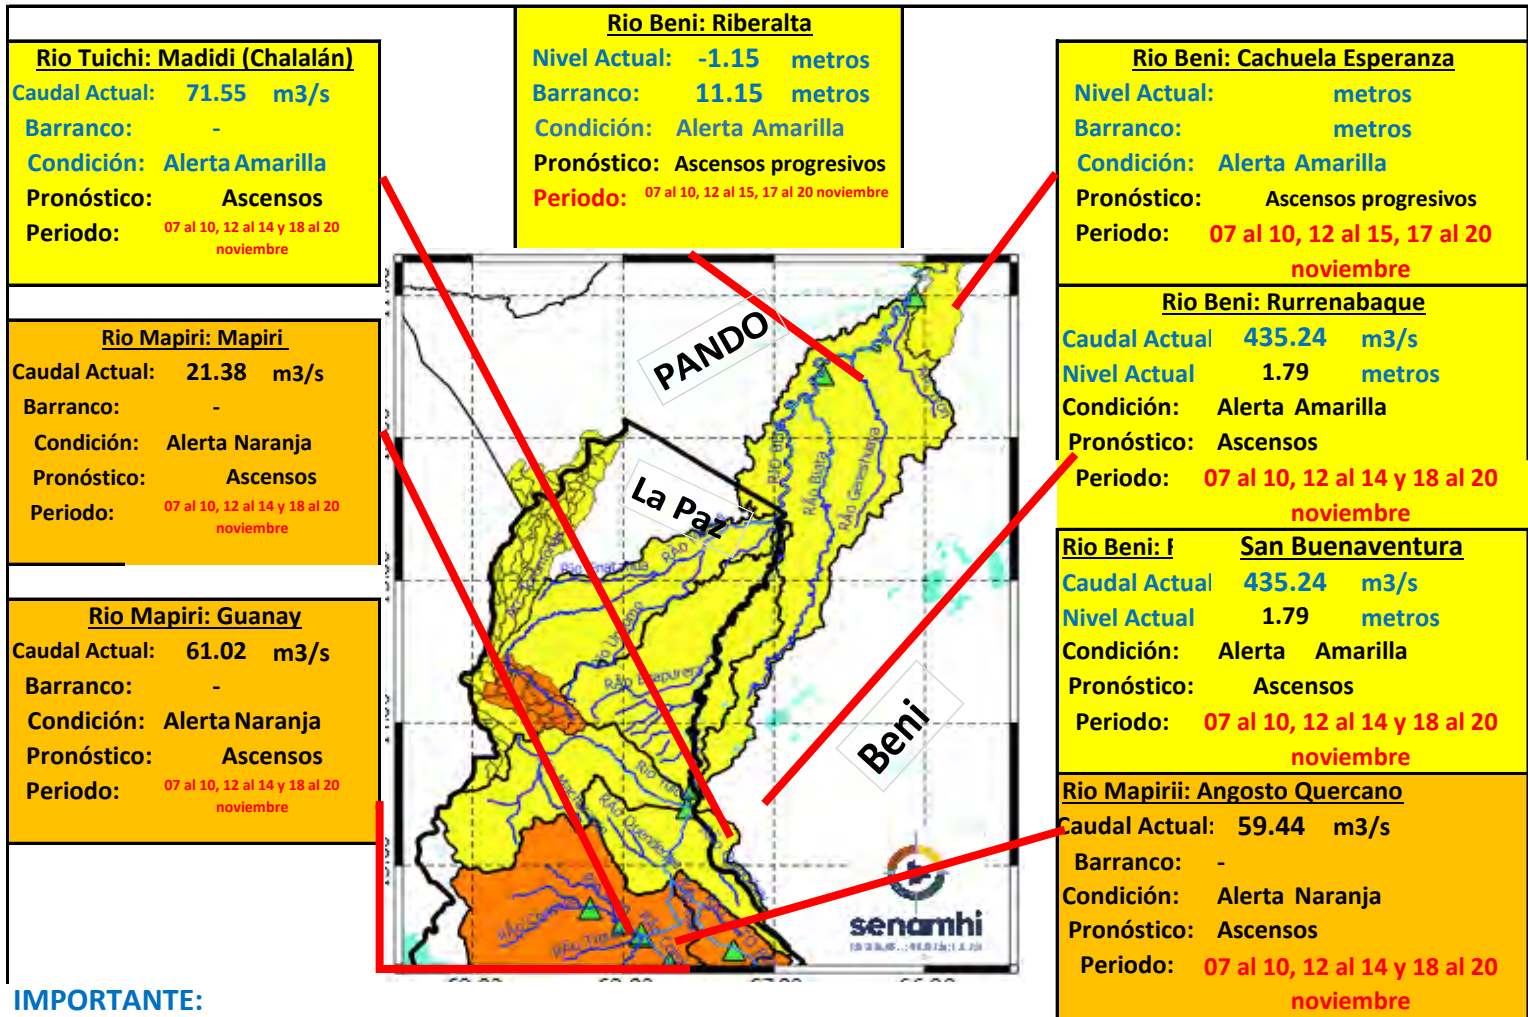 Rio Tuichi: Madidi (Chalalán)
Caudal Actual: 71.55 m3/s
Barranco: -
Condición: Alerta Amarilla
Pronóstico: Ascensos
Periodo: 07 al 10, 12 al 14 y 18 al 20
noviembre
Rio Mapiri: Mapiri
Caudal Actual: 21.38 m3/s
Barranco: -
Condición: Alerta Naranja
Pronóstico: Ascensos
Periodo: 07 al 10, 12 al 14 y 18 al 20
noviembre
Rio Mapiri: Guanay
Caudal Actual: 61.02 m3/s
Barranco: -
Condición: Alerta Naranja
Pronóstico: Ascensos
Periodo: 07 al 10, 12 al 14 y 18 al 20
noviembre
Rio Beni: Riberalta
Nivel Actual: -1.15 metros
Barranco: 11.15 metros
Condición: Alerta Amarilla
Pronóstico: Ascensos progresivos
Periodo: 07 al 10, 12 al 15, 17 al 20 noviembre
PANDO
La Paz
Beni
RÃo Biata
RÃo Geneshuaya
senamhi
Rio Beni: Cachuela Esperanza
Nivel Actual: metros
Barranco: metros
Condición: Alerta Amarilla
Pronóstico: Ascensos progresivos
Periodo: 07 al 10, 12 al 15, 17 al 20
noviembre
Rio Beni: Rurrenabaque
Caudal Actual 435.24 m3/s
Nivel Actual 1.79 metros
Condición: Alerta Amarilla
Pronóstico: Ascensos
Periodo: 07 al 10, 12 al 14 y 18 al 20
noviembre
Rio Beni: San Buenaventura
Caudal Actual 435.24 m3/s
Nivel Actual 1.79 metros
Condición: Alerta Amarilla
Pronóstico: Ascensos
Periodo: 07 al 10, 12 al 14 y 18 al 20
noviembre
Rio Mapirii: Angosto Quercano
Caudal Actual: 59.44 m3/s
Barranco: -
Condición: Alerta Naranja
Pronóstico: Ascensos
Periodo: 07 al 10, 12 al 14 y 18 al 20
noviembre
IMPORTANTE: